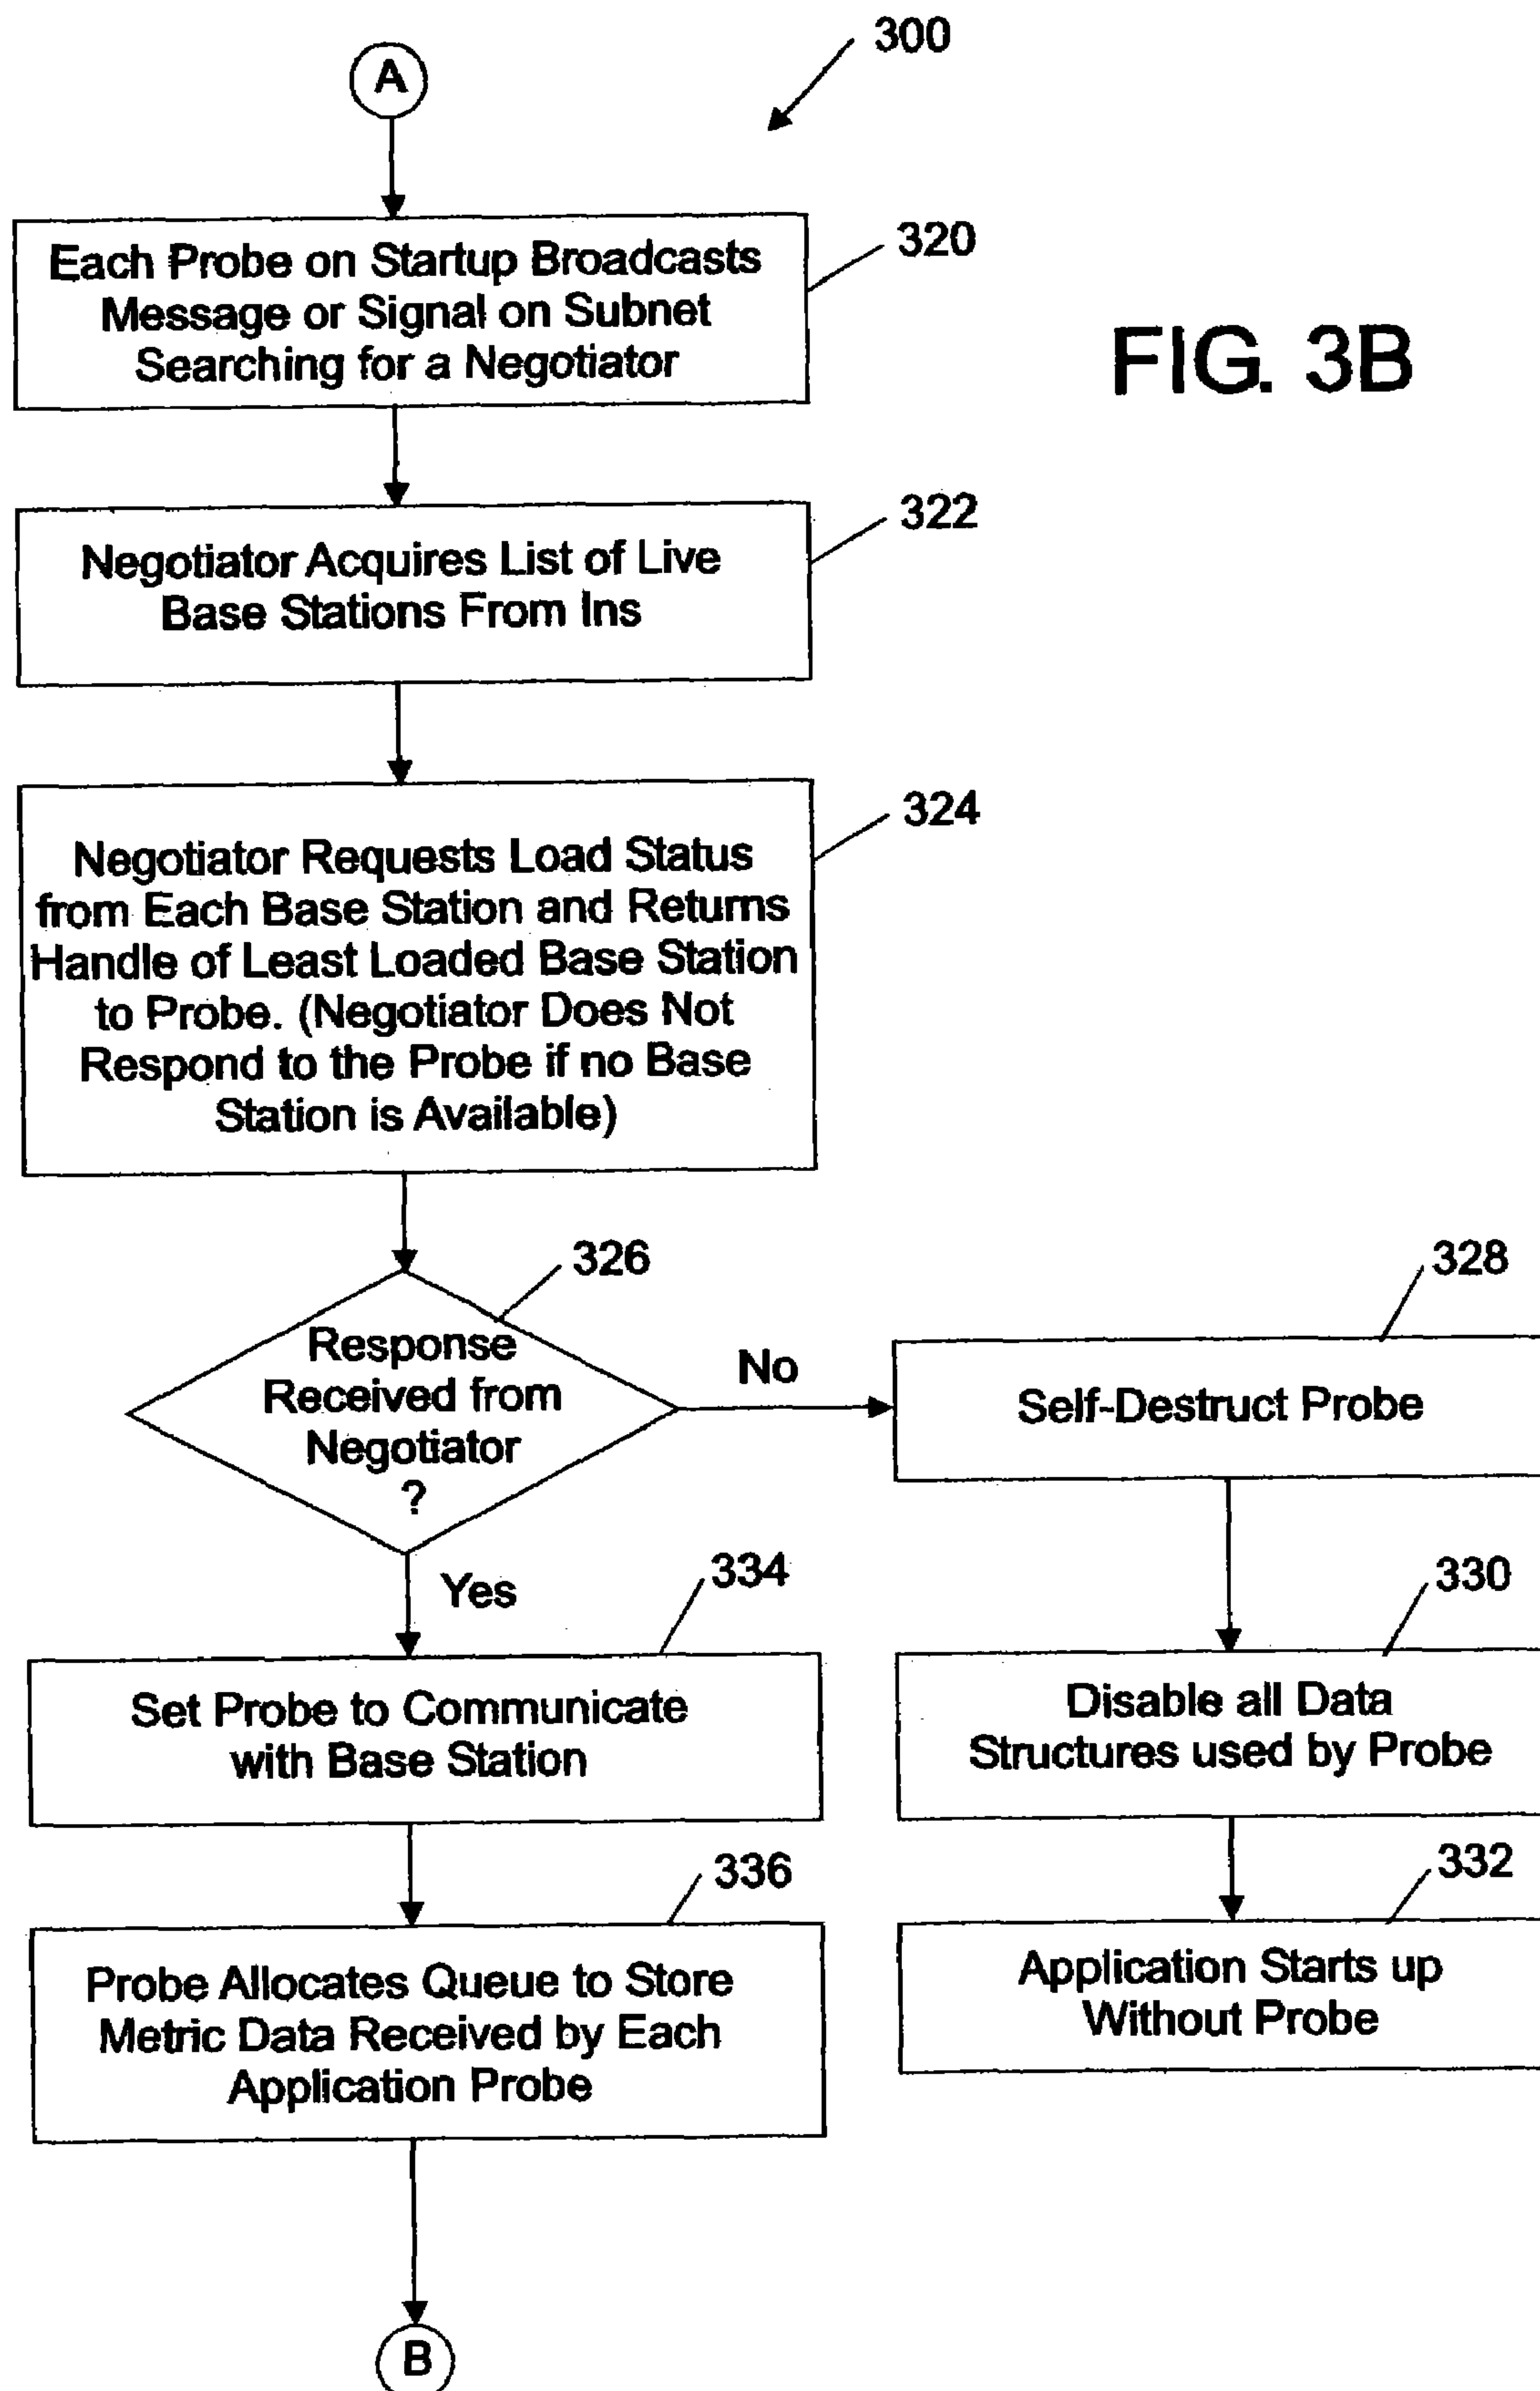 300
A
320
Each Probe on Startup Broadcasts
Message or Signal on Subnet
Searching for a Negotiator
FIG. 3B
322
Negotiator Acquires List of Live
Base Stations From Ins
324
Negotiator Requests Load Status
from Each Base Station and Returns
Handle of Least Loaded Base Station
to Probe. (Negotiator Does Not
Respond to the Probe if no Base
Station is Available)
326
Response
Received from
Negotiator
?
No
328
Self-Destruct Probe
Yes
334
Set Probe to Communicate
with Base Station
330
Disable all Data
Structures used by Probe
336
Probe Allocates Queue to Store
Metric Data Received by Each
Application Probe
332
Application Starts up
Without Probe
B